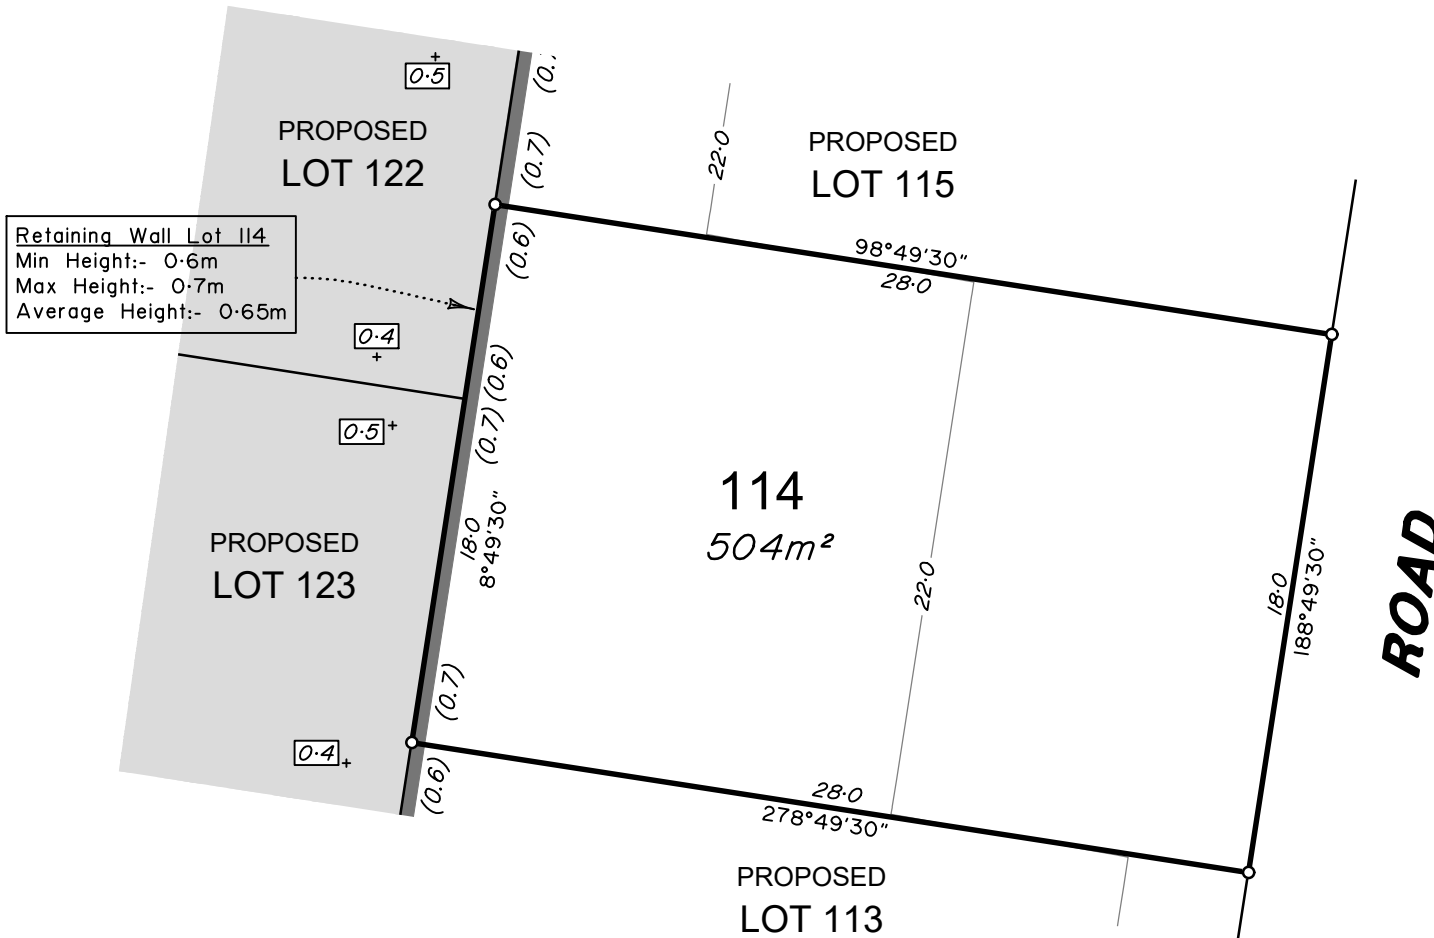 0·5
PROPOSED
LOT 122
(0.7)
22·0
PROPOSED
LOT 115
Retaining Wall Lot 114
Min Height:- 0·6m
Max Height:- 0·7m
Average Height:- 0·65m
(0.6)
98°49'30"
28·0
0·4
(0.6)
(0.7)
0·5
114
504m²
18·0
8°49'30"
PROPOSED
LOT 123
22·0
18·0
188°49'30"
ROAD
(0.7)
0·4
(0.6)
28·0
278°49'30"
PROPOSED
LOT 113